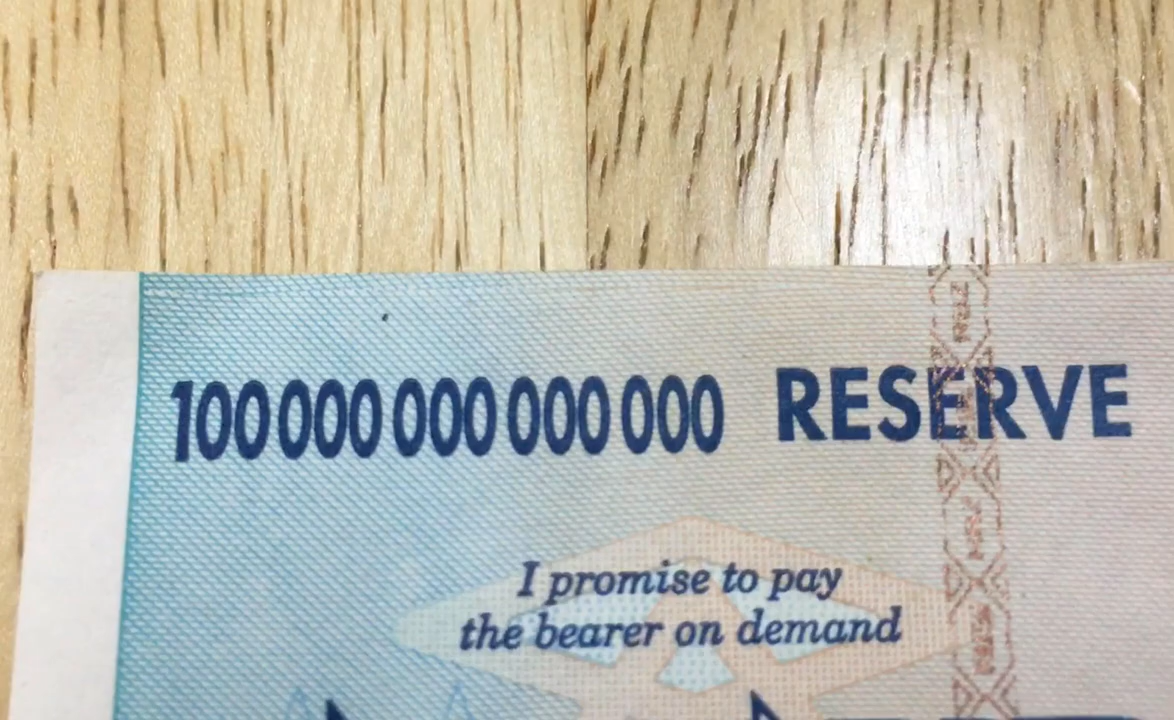 100 000 000 000 000 RESERVE
I promise to pay
the bearer on demand